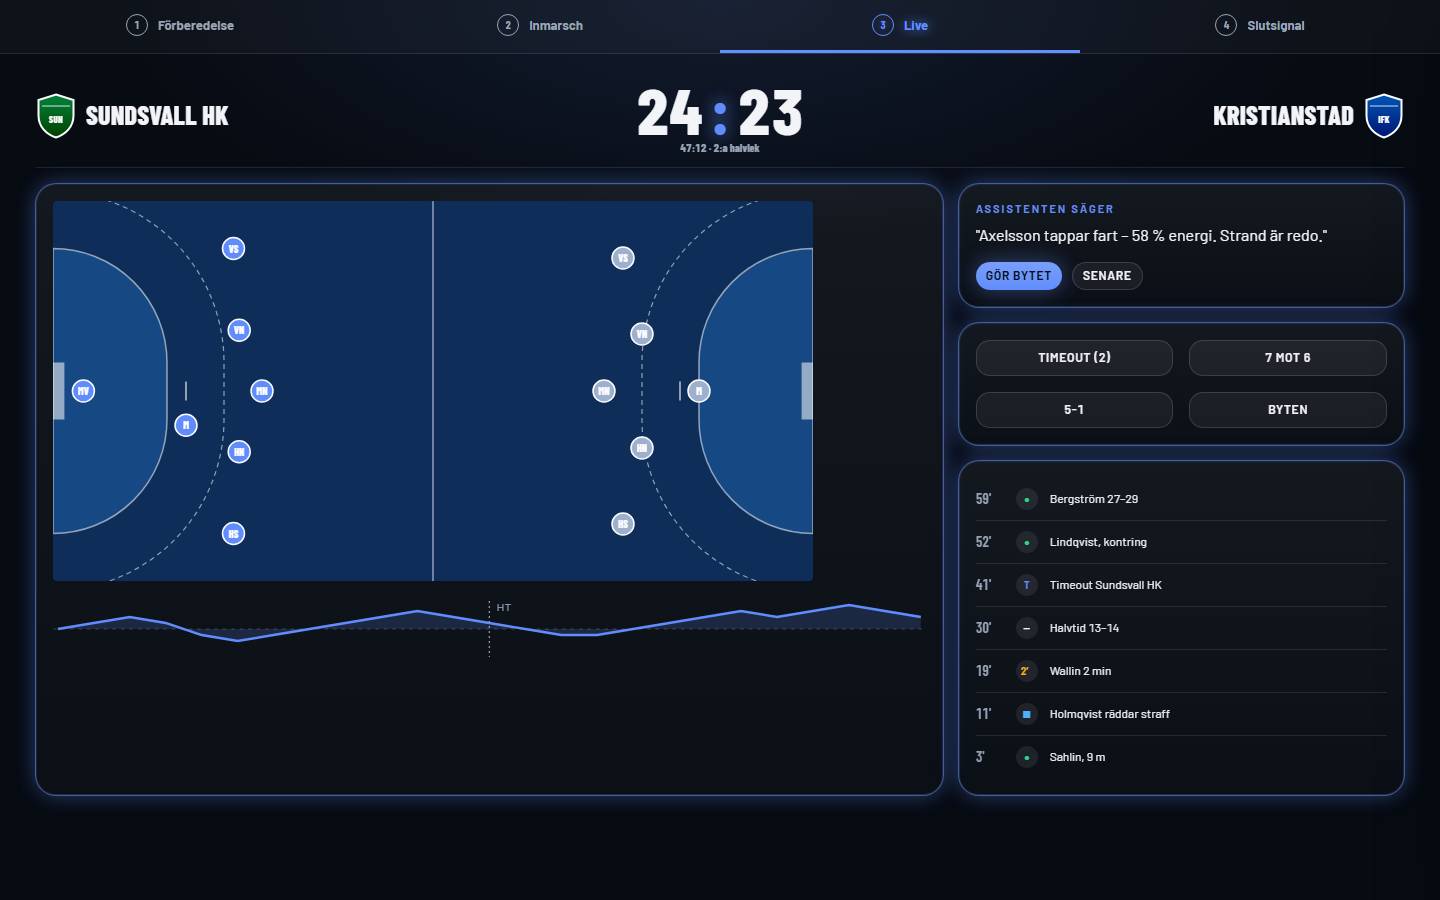 1 Förberedelse
2 Inmarsch
3 Live
4 Slutsignal
SUN SUNDSVALL HK
24:23
47:12 - 2:a halvlek
KRISTIANSTAD IFK
VS
VN
MV
MN
M
HN
HS
VS
VN
MN
M
HN
HS
HT
ASSISTENTEN SÄGER
"Axelsson tappar fart – 58 % energi. Strand är redo."
GÖR BYTET
SENARE
TIMEOUT (2)
7 MOT 6
5-1
BYTEN
59' Bergström 27–29
52' Lindqvist, kontring
41' T Timeout Sundsvall HK
30' – Halvtid 13–14
19' 2' Wallin 2 min
11' Holmqvist räddar straff
3' Sahlin, 9 m